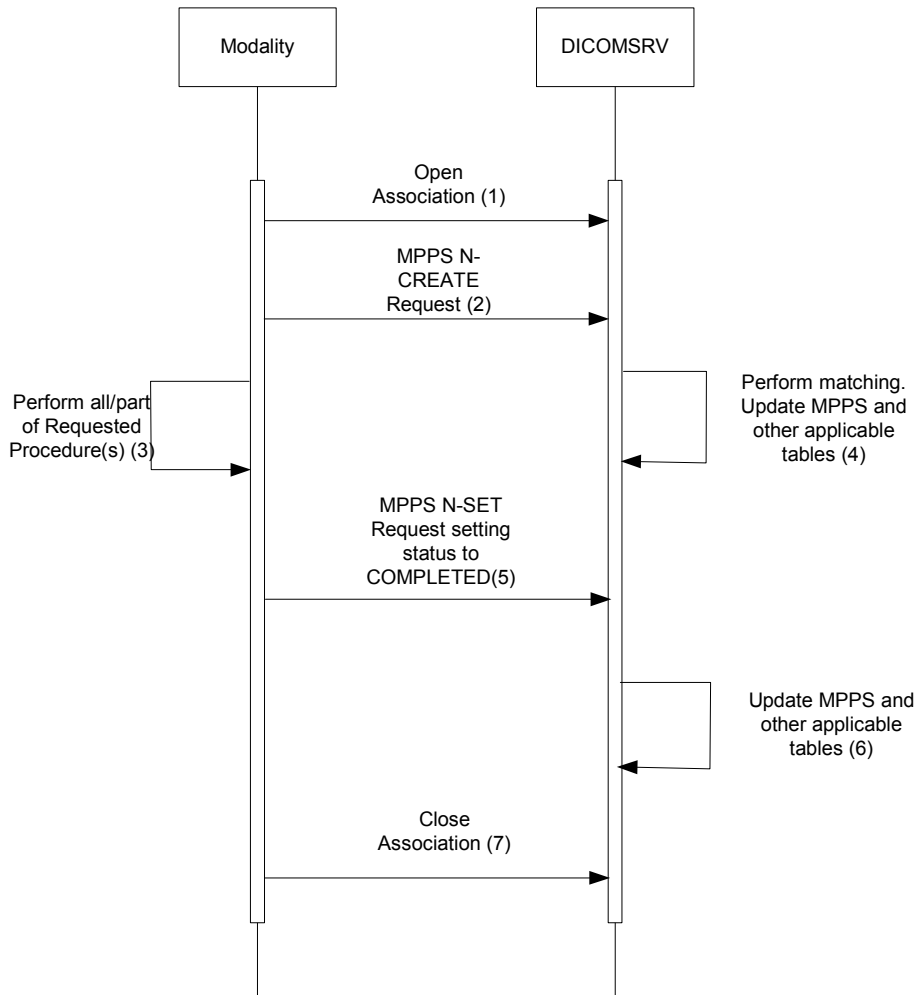 Modality
DICOMSRV
Open
Association (1)
MPPS N-
CREATE
Request (2)
Perform all/part
of Requested
Procedure(s) (3)
Perform matching.
Update MPPS and
other applicable
tables (4)
MPPS N-SET
Request setting
status to
COMPLETED(5)
Update MPPS and
other applicable
tables (6)
Close
Association (7)